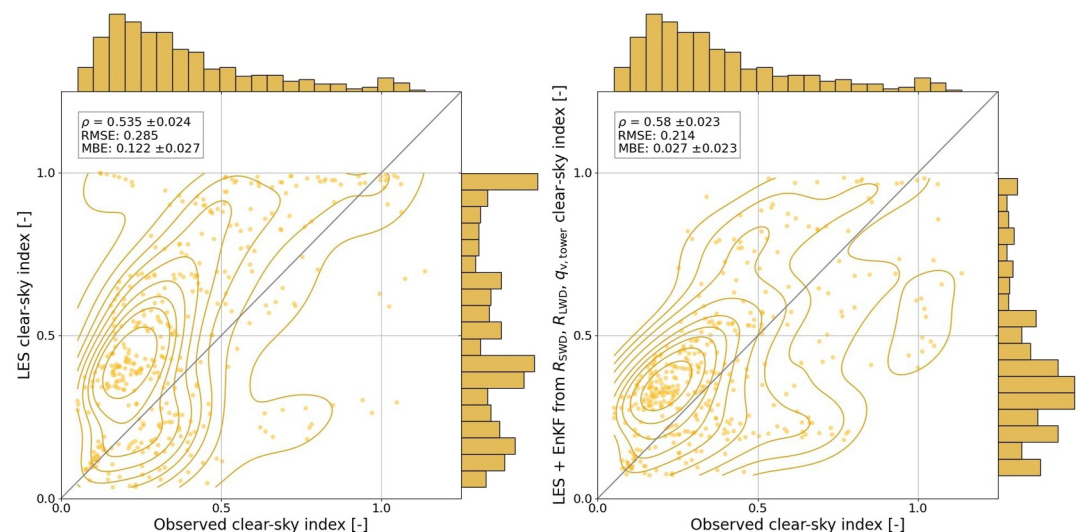 ρ = 0.535 ±0.024
RMSE: 0.285
MBE: 0.122 ±0.027
LES clear-sky index [-]
1.0
0.5
0.0
0.0 0.5 1.0
Observed clear-sky index [-]
ρ = 0.58 ±0.023
RMSE: 0.214
MBE: 0.027 ±0.023
LES + EnKF from R_SWD, R_LWD, q_v,tower clear-sky index [-]
1.0
0.5
0.0
0.0 0.5 1.0
Observed clear-sky index [-]